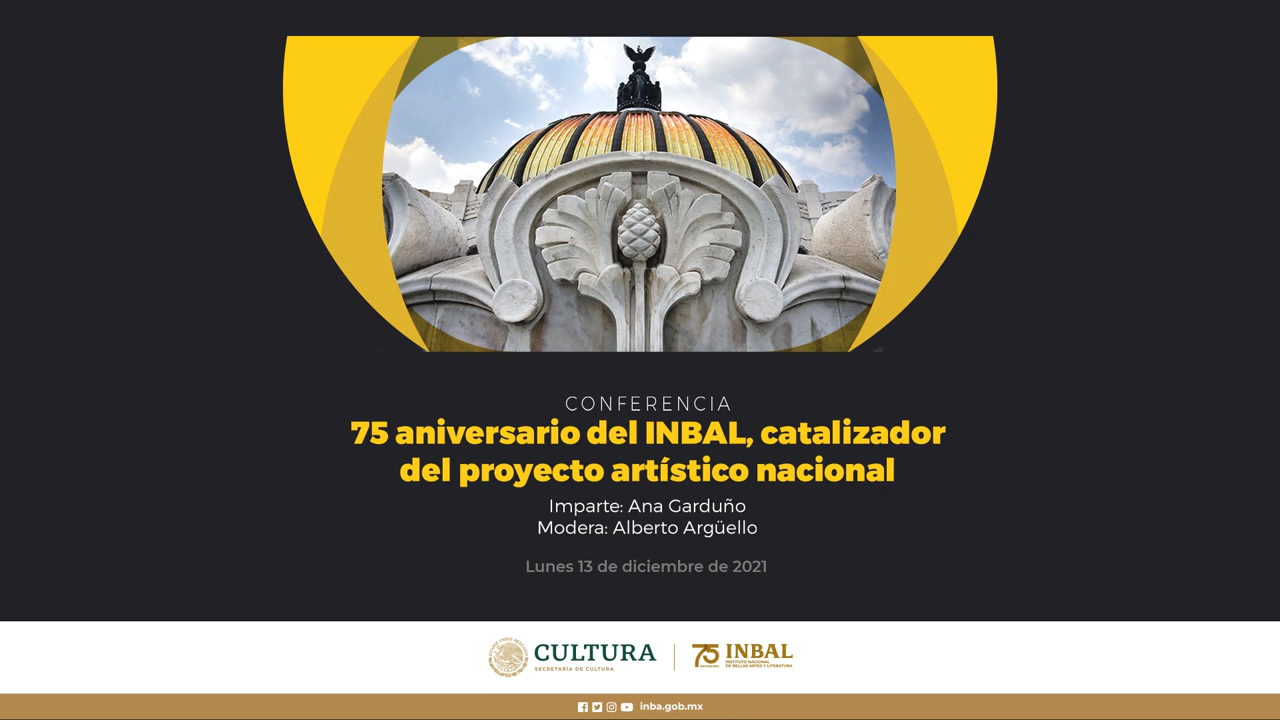 CONFERENCIA
75 aniversario del INBAL, catalizador
del proyecto artístico nacional
Imparte: Ana Garduño
Modera: Alberto Argüello
Lunes 13 de diciembre de 2021
CULTURA
SECRETARÍA DE CULTURA
75 INBAL
INSTITUTO NACIONAL
DE BELLAS ARTES Y LITERATURA
inba.gob.mx